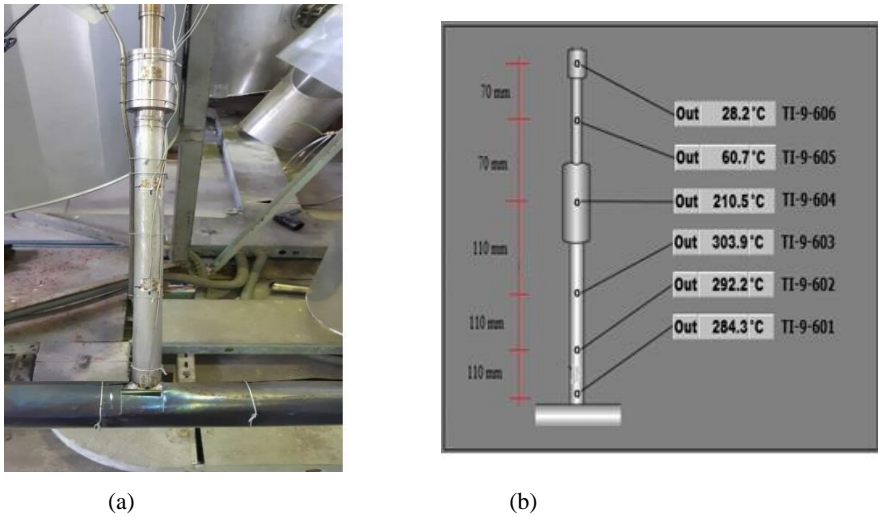 70 mm
70 mm
110 mm
110 mm
110 mm
Out 28.2 °C TI-9-606
Out 60.7 °C TI-9-605
Out 210.5 °C TI-9-604
Out 303.9 °C TI-9-603
Out 292.2 °C TI-9-602
Out 284.3 °C TI-9-601
(a)
(b)